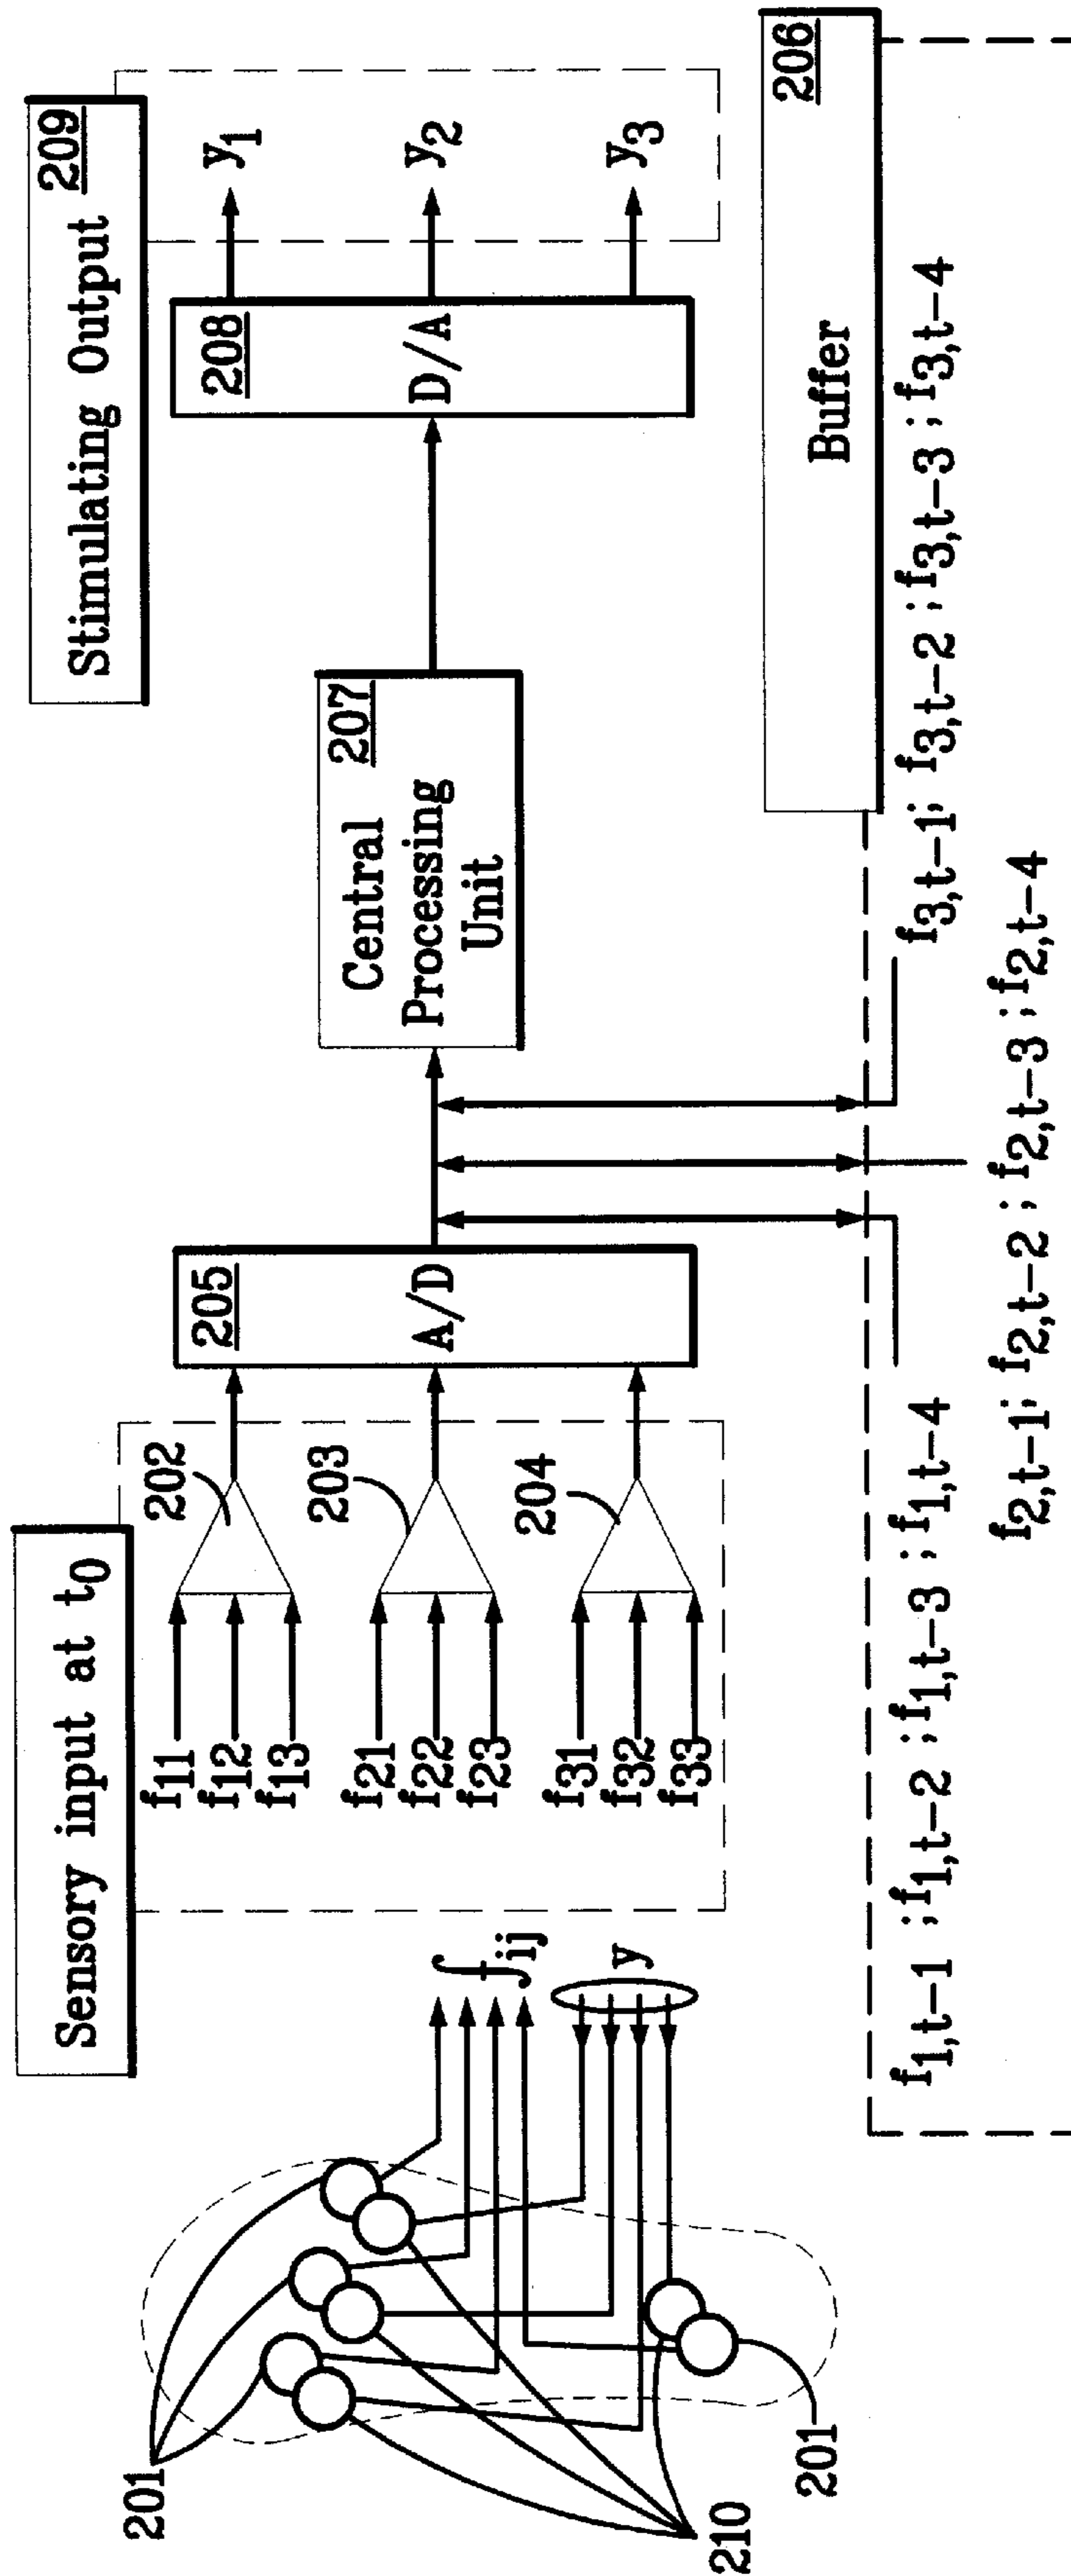 201
210
201
f_ij
y
Sensory input at t0
f11
f12
f13
202
f21
f22
f23
203
f31
f32
f33
204
205
A/D
Central
Processing
Unit
207
208
D/A
Stimulating Output 209
y1
y2
y3
206
Buffer
f1,t-1 ;f1,t-2 ;f1,t-3 ;f1,t-4
f2,t-1; f2,t-2 ;f2,t-3 ;f2,t-4
f3,t-1; f3,t-2 ;f3,t-3 ;f3,t-4